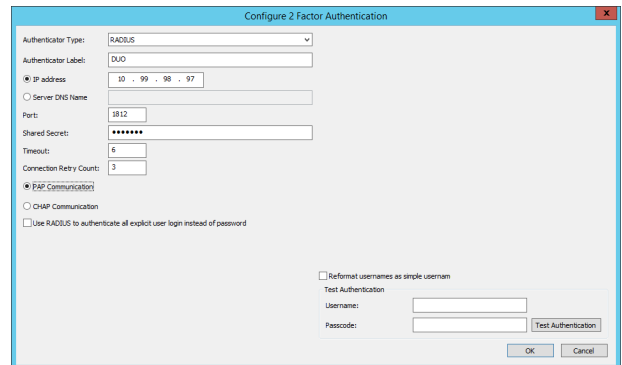 Configure 2 Factor Authentication
x
Authenticator Type: RADIUS
Authenticator Label: DUO
IP address 10 . 99 . 98 . 97
Server DNS Name
Port: 1812
Shared Secret: •••••••
Timeout: 6
Connection Retry Count: 3
PAP Communication
CHAP Communication
Use RADIUS to authenticate all explicit user login instead of password
Reformat usernames as simple usernam
Test Authentication
Username:
Passcode: Test Authentication
OK Cancel